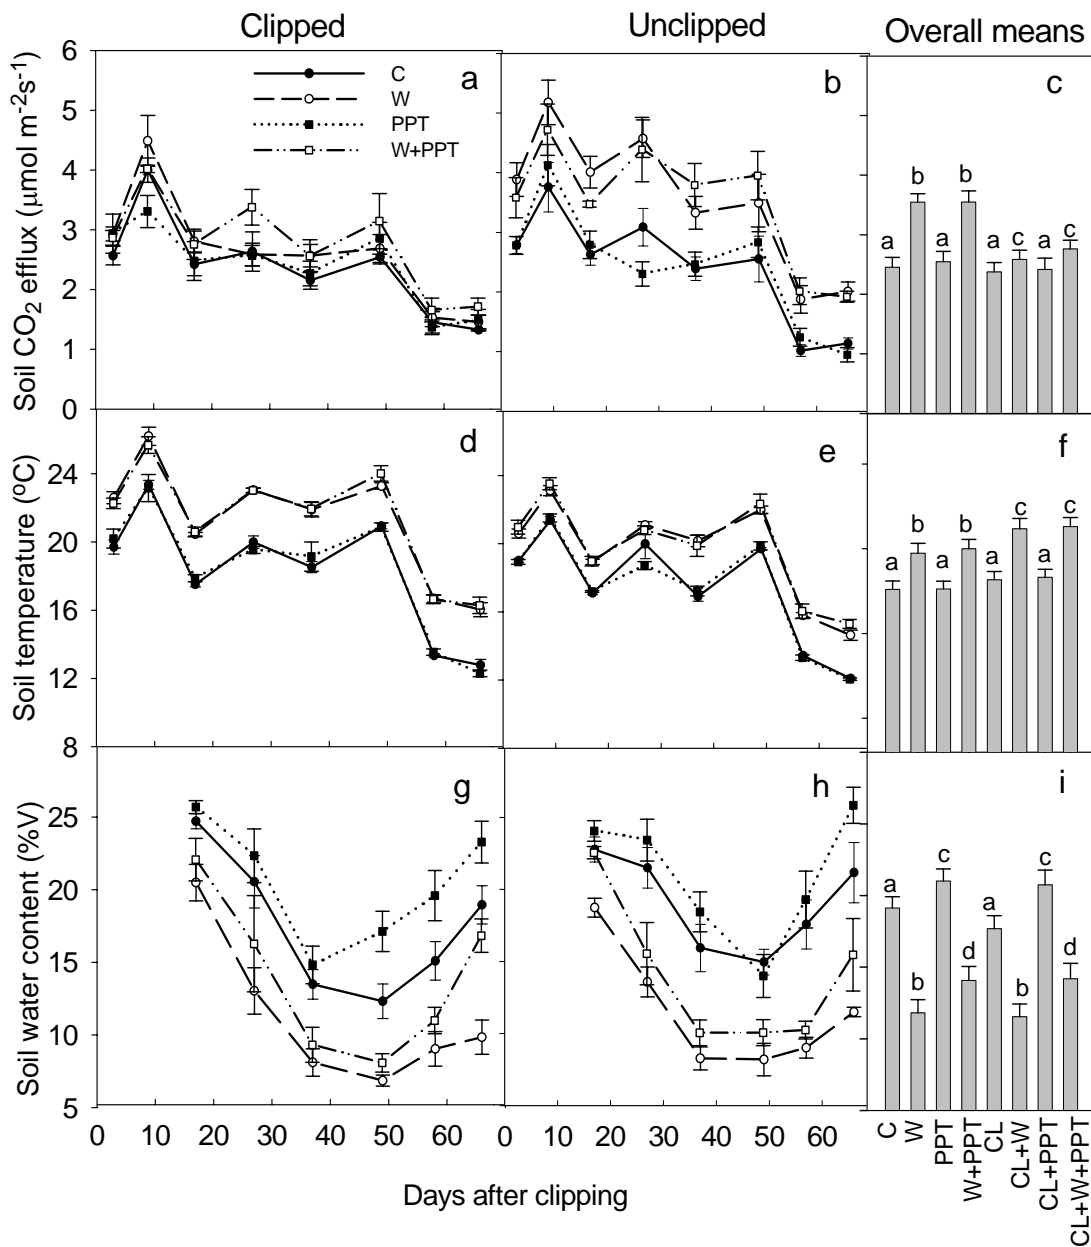 Clipped
Unclipped
Overall means
Soil CO2 efflux (μmol m-2s-1)
6
5
4
3
2
1
0
C
W
PPT
W+PPT
a
b
c
a
b
a
b
a
c
a
c
Soil temperature (ºC)
24
20
16
12
8
d
e
f
a
b
a
b
a
c
a
c
Soil water content (%V)
25
20
15
10
5
g
h
i
a
b
c
d
a
b
c
d
0 10 20 30 40 50 60
0 10 20 30 40 50 60
C
W
PPT
W+PPT
CL
CL+W
CL+PPT
CL+W+PPT
Days after clipping